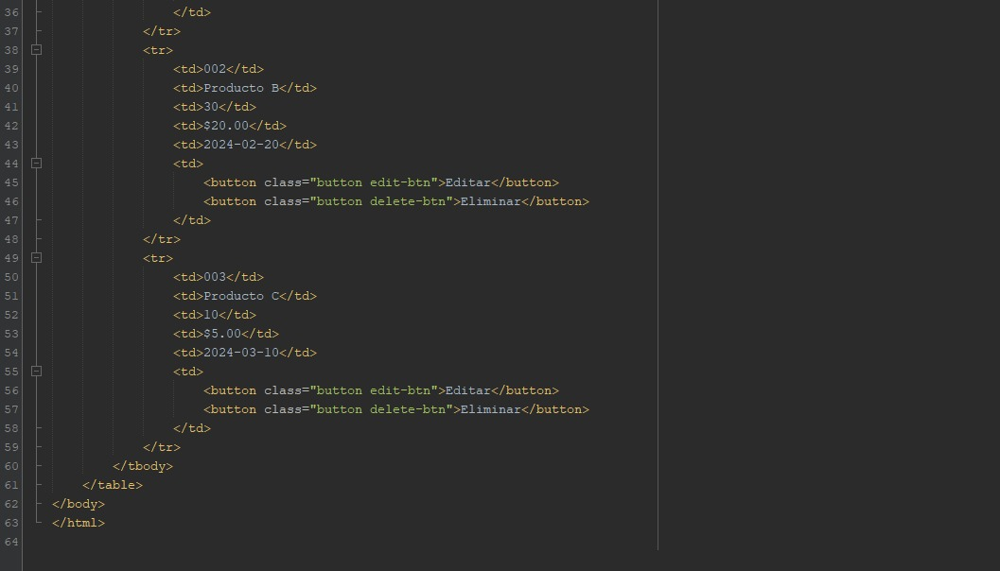 36 </td>
37 </tr>
38 <tr>
39 <td>002</td>
40 <td>Producto B</td>
41 <td>30</td>
42 <td>$20.00</td>
43 <td>2024-02-20</td>
44 <td>
45 <button class="button edit-btn">Editar</button>
46 <button class="button delete-btn">Eliminar</button>
47 </td>
48 </tr>
49 <tr>
50 <td>003</td>
51 <td>Producto C</td>
52 <td>10</td>
53 <td>$5.00</td>
54 <td>2024-03-10</td>
55 <td>
56 <button class="button edit-btn">Editar</button>
57 <button class="button delete-btn">Eliminar</button>
58 </td>
59 </tr>
60 </tbody>
61 </table>
62 </body>
63 </html>
64